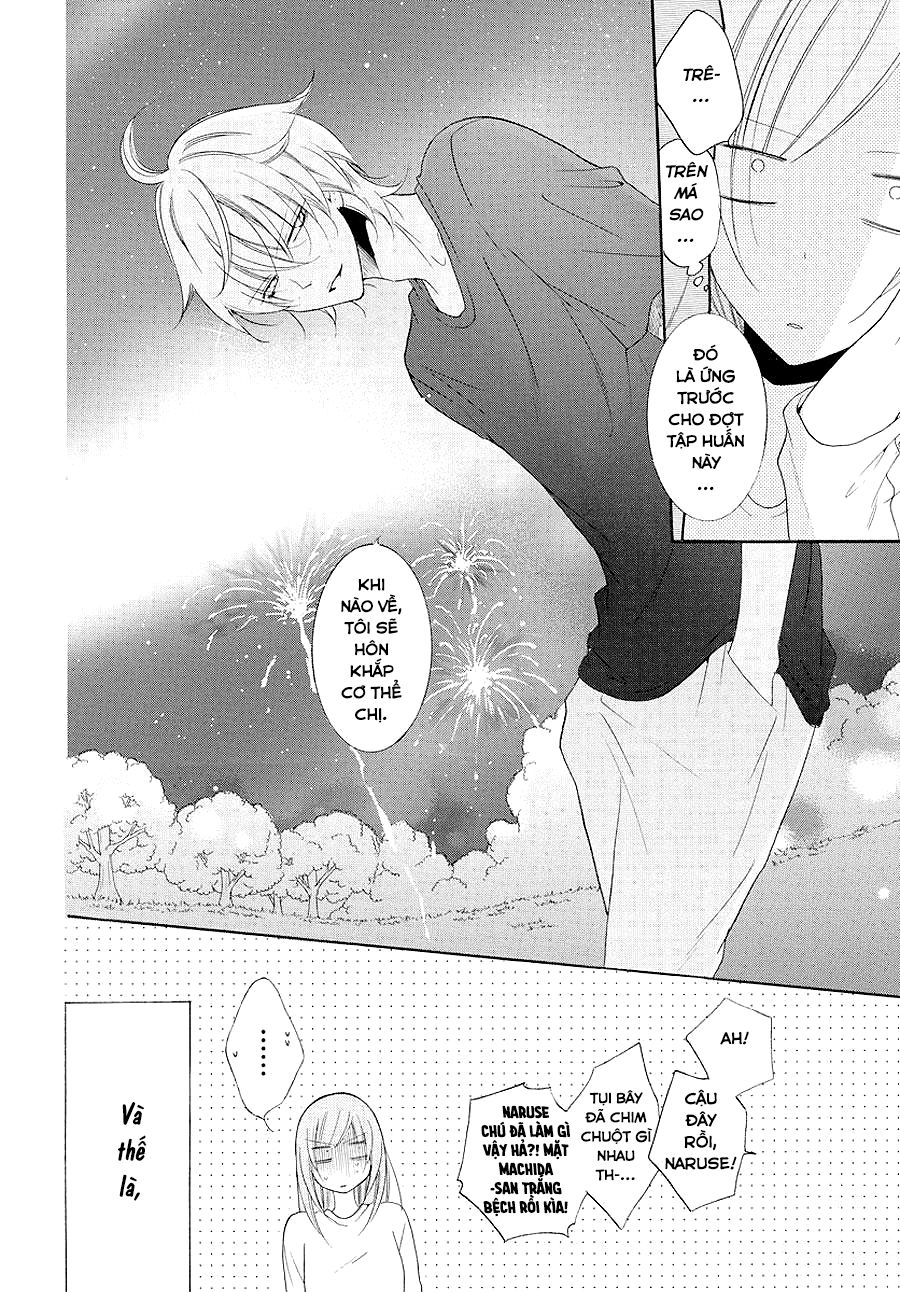 TRÊ-
...
TRÊN
MÁ
SAO
...
ĐÓ
LÀ ỨNG
TRƯỚC
CHO ĐỢT
TẬP HUẤN
NÀY
...
KHI
NÀO VỀ,
TÔI SẼ
HÔN
KHẮP
CƠ THỂ
CHỊ.
AH!
CẬU
ĐÂY
RỒI,
NARUSE!
TỤI BÂY
ĐÃ CHIM
CHUỘT GÌ
NHAU
TH-...
NARUSE
CHÚ ĐÃ LÀM GÌ
VẬY HẢ?! MẶT
MACHIDA
-SAN TRẮNG
BỆCH RỒI KÌA!
......
Và
thế
là,